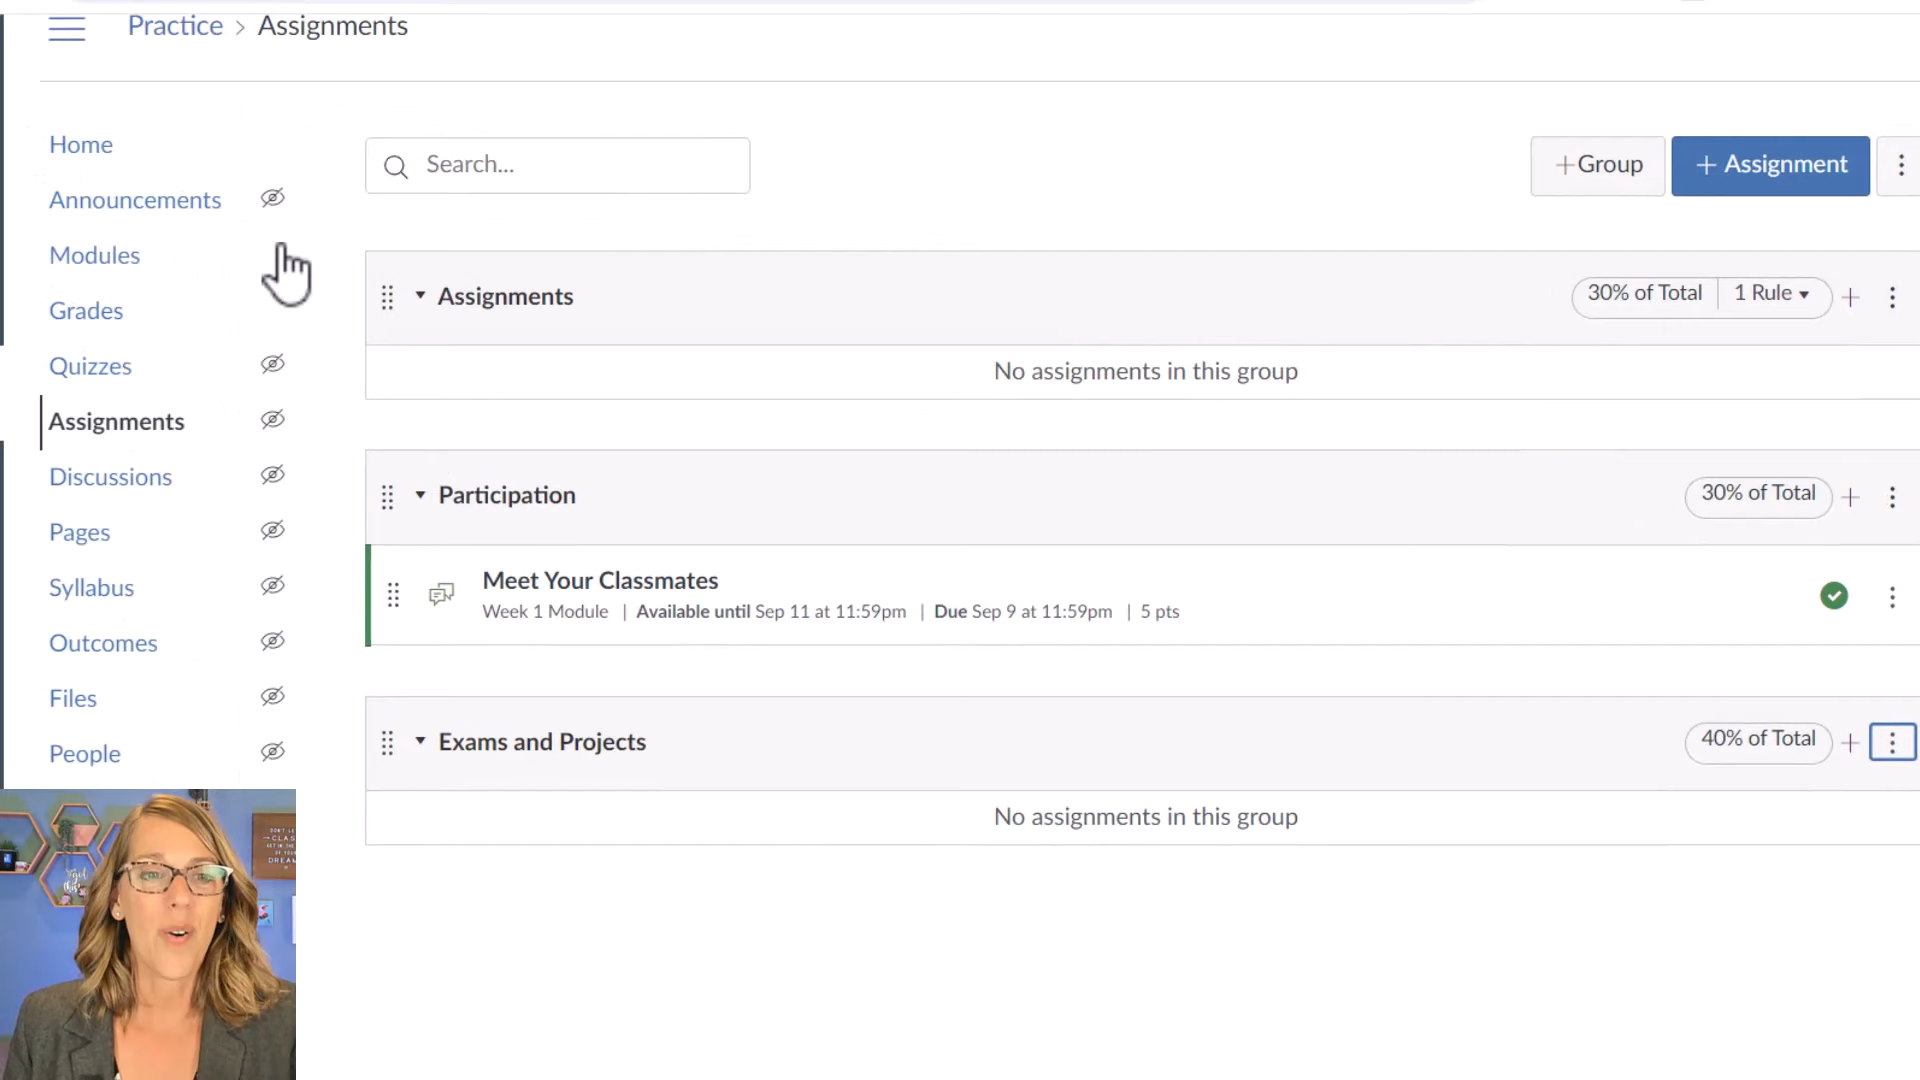 Practice > Assignments
Home
Announcements
Modules
Grades
Quizzes
Assignments
Discussions
Pages
Syllabus
Outcomes
Files
People
Search...
+Group
+ Assignment
Assignments
30% of Total
1 Rule
No assignments in this group
Participation
30% of Total
Meet Your Classmates
Week 1 Module | Available until Sep 11 at 11:59pm | Due Sep 9 at 11:59pm | 5 pts
Exams and Projects
40% of Total
No assignments in this group